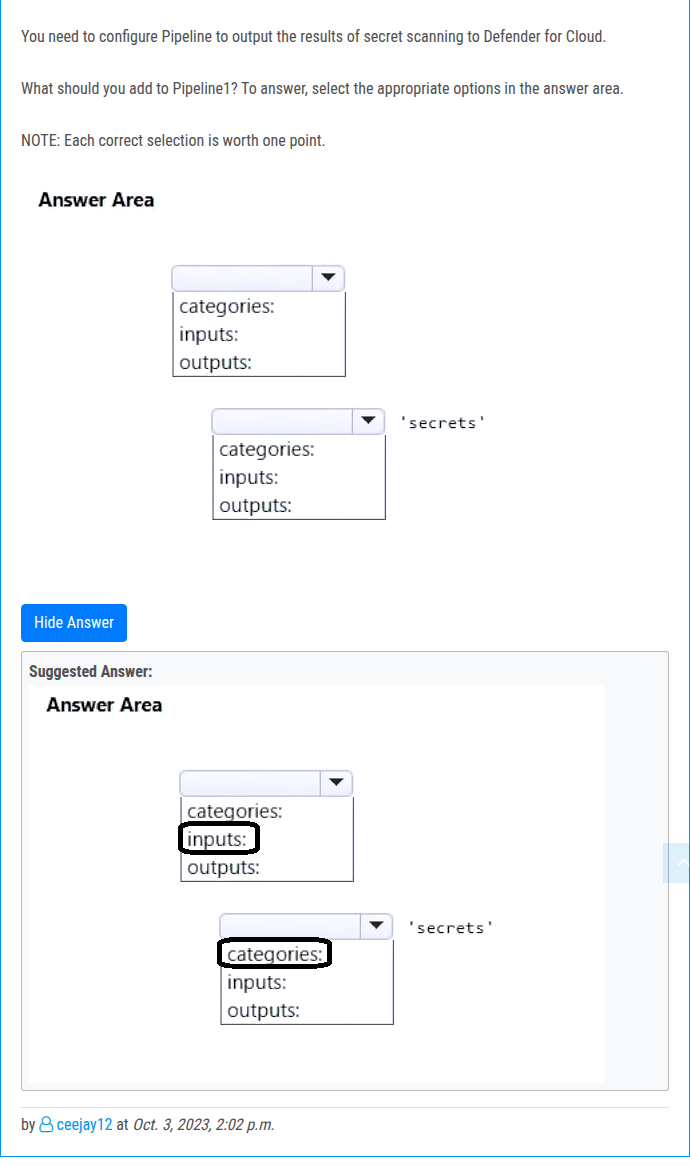 You need to configure Pipeline to output the results of secret scanning to Defender for Cloud.
What should you add to Pipeline1? To answer, select the appropriate options in the answer area.
NOTE: Each correct selection is worth one point.
Answer Area
categories:
inputs:
outputs:
'secrets'
categories:
inputs:
outputs:
Hide Answer
Suggested Answer:
Answer Area
categories:
inputs:
outputs:
'secrets'
categories:
inputs:
outputs:
by ceejay12 at Oct. 3, 2023, 2:02 p.m.